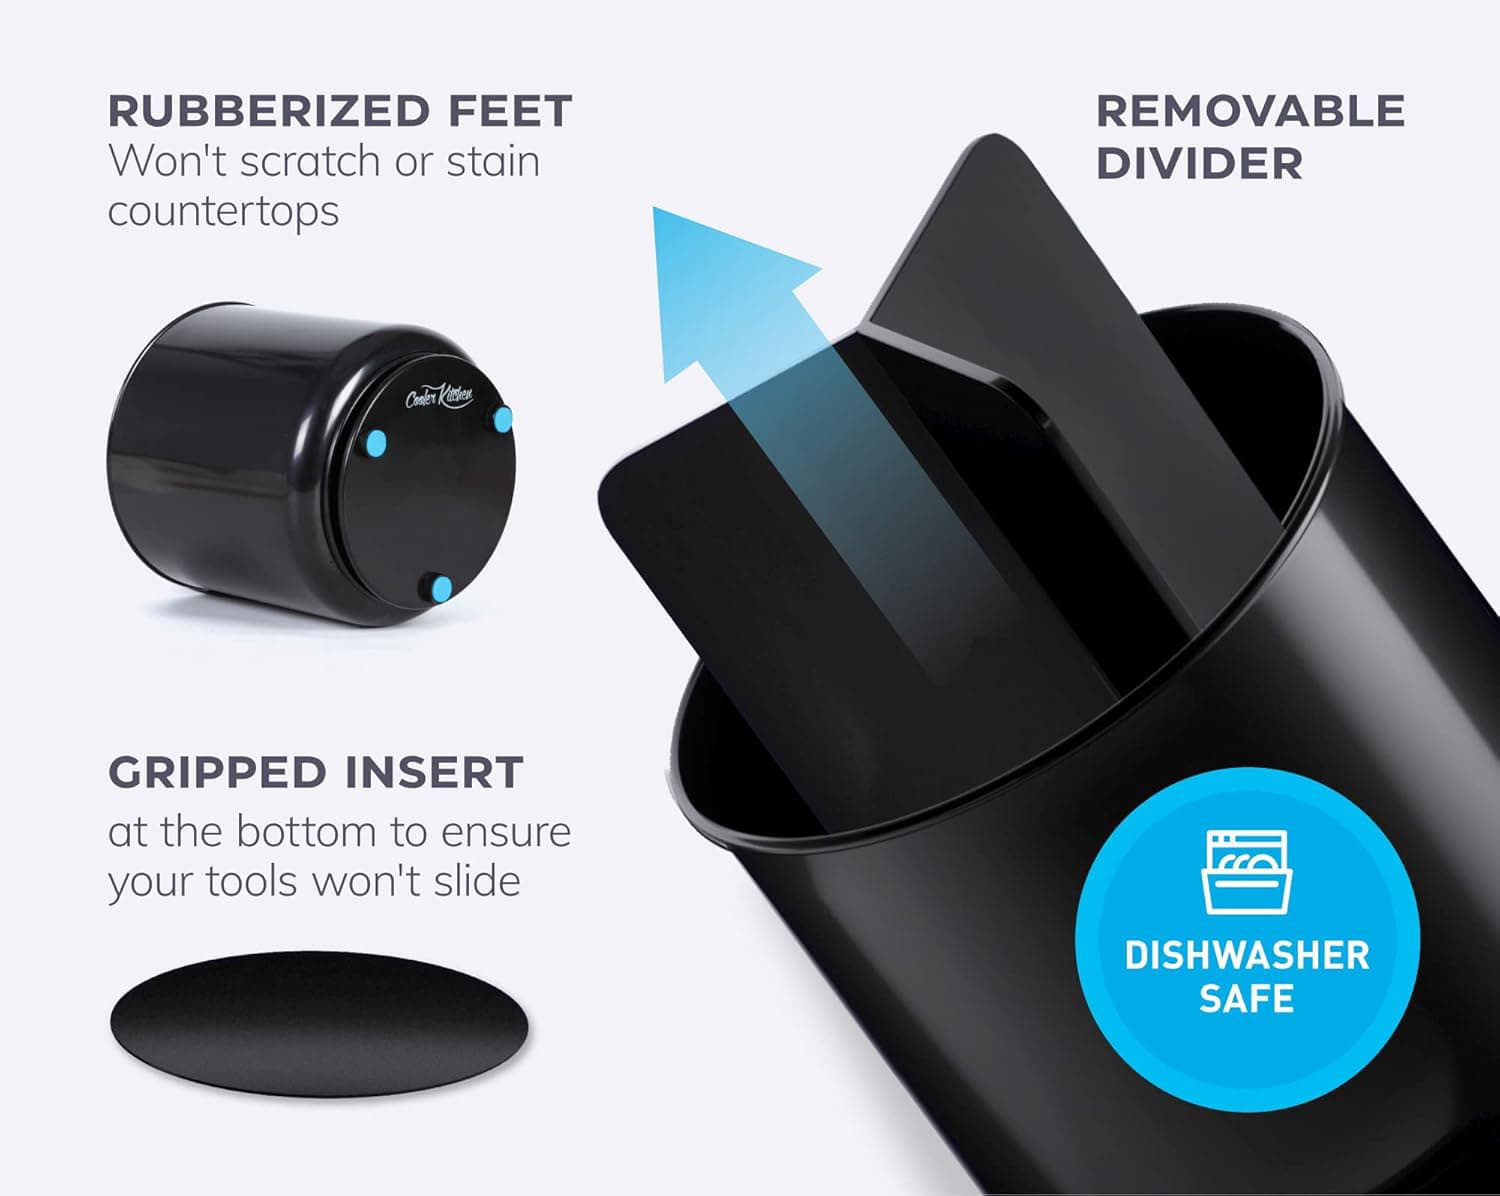 RUBBERIZED FEET
Won't scratch or stain
countertops
REMOVABLE
DIVIDER
Cooler Kitchen
GRIPPED INSERT
at the bottom to ensure
your tools won't slide
DISHWASHER
SAFE